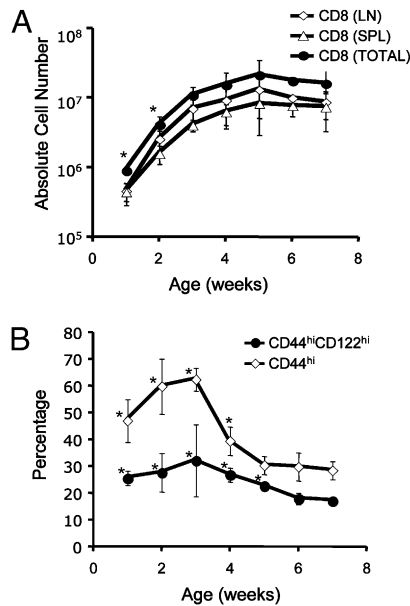 A
CD8 (LN)
CD8 (SPL)
CD8 (TOTAL)
Absolute Cell Number
10⁸
10⁷
10⁶
10⁵
*
*
0 2 4 6 8
Age (weeks)
B
CD44ʰⁱCD122ʰⁱ
CD44ʰⁱ
Percentage
80
70
60
50
40
30
20
10
0
* * * *
* * * * *
0 2 4 6 8
Age (weeks)